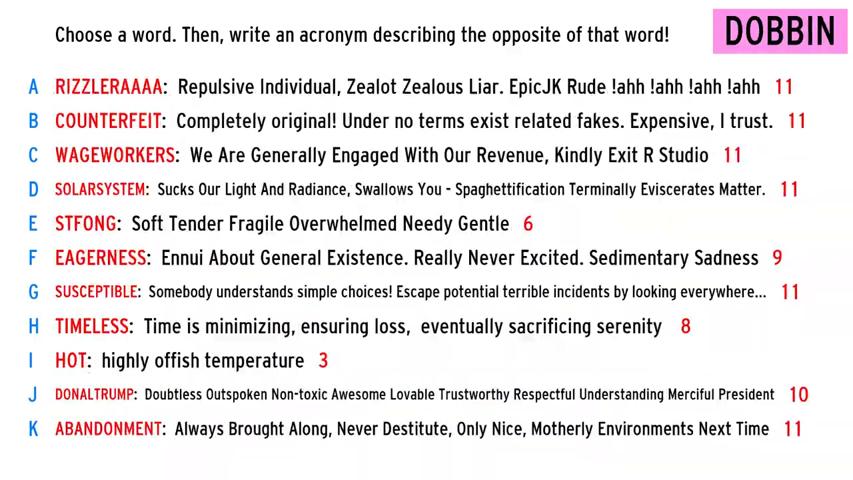 Choose a word. Then, write an acronym describing the opposite of that word!
DOBBIN
A RIZZLERAAAA: Repulsive Individual, Zealot Zealous Liar. EpicJK Rude !ahh !ahh !ahh !ahh 11
B COUNTERFEIT: Completely original! Under no terms exist related fakes. Expensive, I trust. 11
C WAGEWORKERS: We Are Generally Engaged With Our Revenue, Kindly Exit R Studio 11
D SOLARSYSTEM: Sucks Our Light And Radiance, Swallows You - Spaghettification Terminally Eviscerates Matter. 11
E STFONG: Soft Tender Fragile Overwhelmed Needy Gentle 6
F EAGERNESS: Ennui About General Existence. Really Never Excited. Sedimentary Sadness 9
G SUSCEPTIBLE: Somebody understands simple choices! Escape potential terrible incidents by looking everywhere... 11
H TIMELESS: Time is minimizing, ensuring loss, eventually sacrificing serenity 8
I HOT: highly offish temperature 3
J DONALTRUMP: Doubtless Outspoken Non-toxic Awesome Lovable Trustworthy Respectful Understanding Merciful President 10
K ABANDONMENT: Always Brought Along, Never Destitute, Only Nice, Motherly Environments Next Time 11